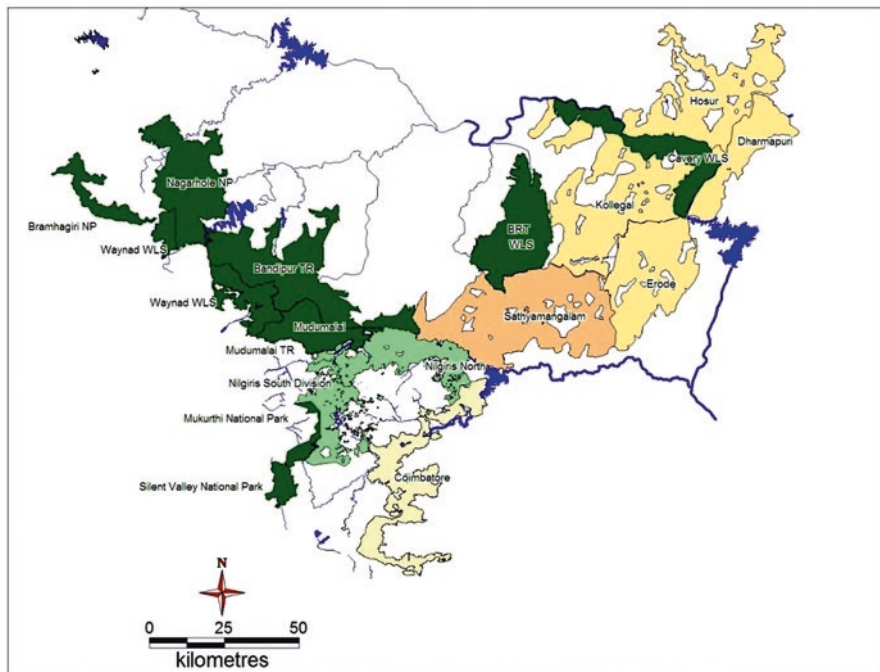 Hosur
Dharmapuri
Cavery WLS
Nagarhole NP
Kollegal
Bramhagiri NP
BRT
WLS
Waynad WLS
Bandipur TR
Erode
Waynad WLS
Sathyamangalam
Mudumalai
Mudumalai TR
Nilgiris North
Nilgiris South Division
Mukurthi National Park
Coimbatore
Silent Valley National Park
N
0 25 50
kilometres